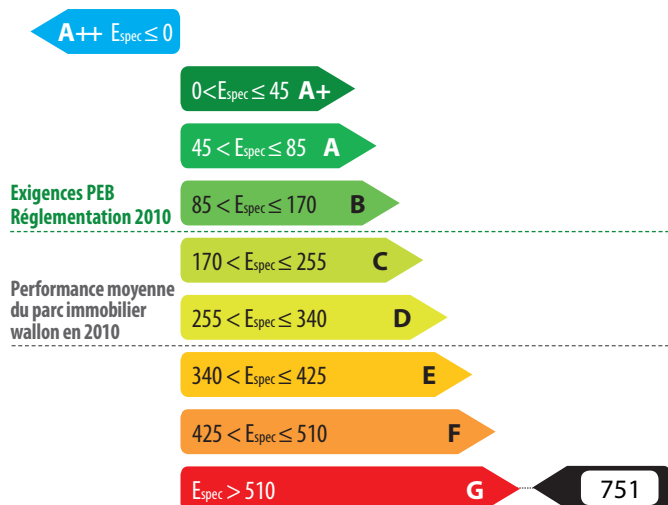 A++ Espec ≤ 0
0<Espec ≤ 45 A+
45 < Espec ≤ 85 A
Exigences PEB
Réglementation 2010
85 < Espec ≤ 170 B
170 < Espec ≤ 255 C
Performance moyenne
du parc immobilier
wallon en 2010
255 < Espec ≤ 340 D
340 < Espec ≤ 425 E
425 < Espec ≤ 510 F
Espec > 510 G 751